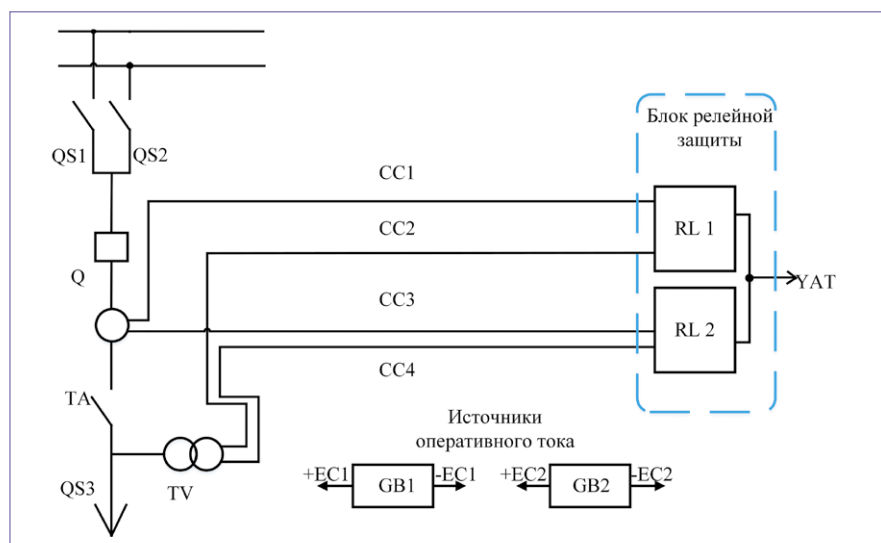 Блок релейной
защиты
QS1
QS2
CC1
RL 1
CC2
Q
YAT
CC3
RL 2
CC4
TA
Источники
оперативного тока
+EC1
GB1
-EC1
+EC2
GB2
-EC2
QS3
TV